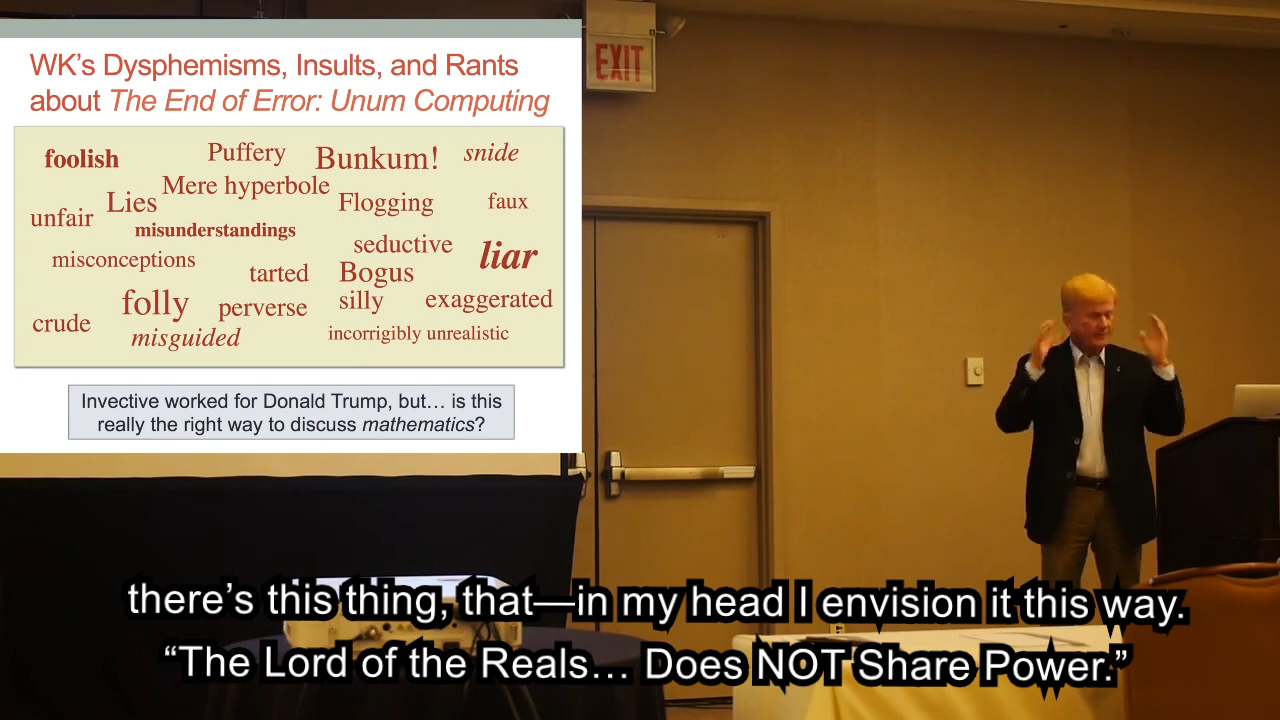 EXIT
WK's Dysphemisms, Insults, and Rants
about The End of Error: Unum Computing
foolish Puffery Bunkum! snide
Lies Mere hyperbole Flogging faux
unfair misunderstandings seductive liar
misconceptions tarted Bogus
folly perverse silly exaggerated
crude misguided incorrigibly unrealistic
Invective worked for Donald Trump, but… is this
really the right way to discuss mathematics?
there's this thing, that—in my head I envision it this way.
“The Lord of the Reals… Does NOT Share Power.”